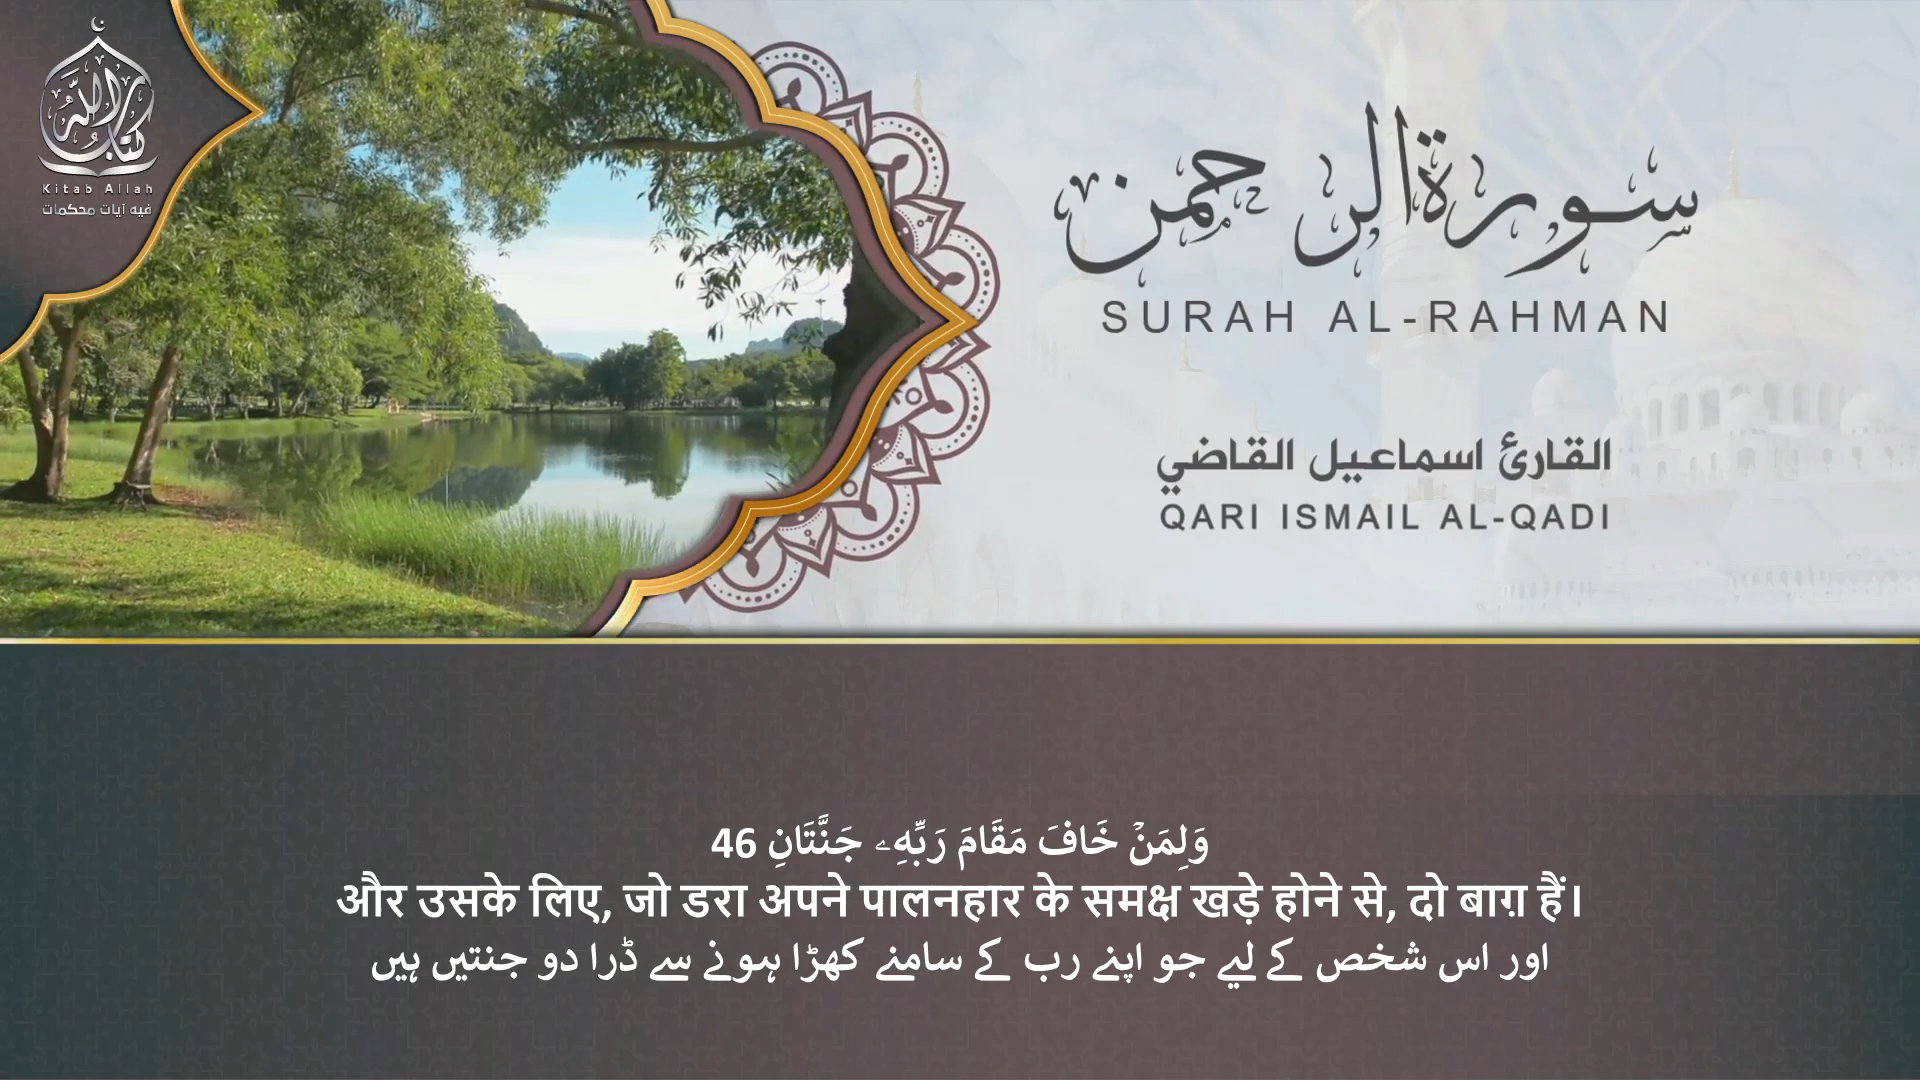 كتاب الله
Kitab Allah
فيه آيات محكمات
سورة الرحمن
SURAH AL-RAHMAN
القارئ اسماعيل القاضي
QARI ISMAIL AL-QADI
وَلِمَنۡ خَافَ مَقَامَ رَبِّهِۦ جَنَّتَانِ 46
और उसके लिए, जो डरा अपने पालनहार के समक्ष खड़े होने से, दो बाग़ हैं।
اور اس شخص کے لیے جو اپنے رب کے سامنے کھڑا ہونے سے ڈرا دو جنتیں ہیں